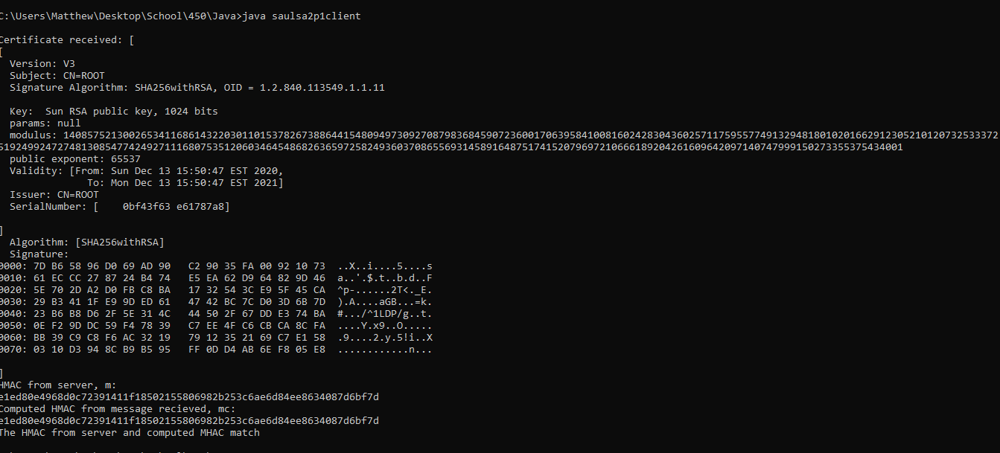 C:\Users\Matthew\Desktop\School\450\Java>java saulsa2p1client
Certificate received: [
[
Version: V3
Subject: CN=ROOT
Signature Algorithm: SHA256withRSA, OID = 1.2.840.113549.1.1.11
Key:  Sun RSA public key, 1024 bits
params: null
modulus: 140857521300265341168614322030110153782673886441548094973092708798368459072360017063958410081602428304360257117595577491329481801020166291230521012073253337​2
519249924727481308547742492711168075351206034645486826365972582493603708655693145891648751741520796972106661892042616096420971407479991502733553754340​01
public exponent: 65537
Validity: [From: Sun Dec 13 15:50:47 EST 2020,
To: Mon Dec 13 15:50:47 EST 2021]
Issuer: CN=ROOT
SerialNumber: [    0bf43f63 e61787a8]
]
Algorithm: [SHA256withRSA]
Signature:
0000: 7D B6 58 96 D0 69 AD 90   C2 90 35 FA 00 92 10 73  ..X..i....5....s
0010: 61 EC CC 27 87 24 B4 74   E5 EA 62 D9 64 82 9D 46  a..'.$.t..b.d..F
0020: 5E 70 2D A2 D0 FB C8 BA   17 32 54 3C E9 5F 45 CA  ^p-......2T<._E.
0030: 29 B3 41 1F E9 9D ED 61   47 42 BC 7C D0 3D 6B 7D  ).A....aGB...=k.
0040: 23 B6 B8 D6 2F 5E 31 4C   44 50 2F 67 DD E3 74 BA  #.../^1LDP/g..t.
0050: 0E F2 9D DC 59 F4 78 39   C7 EE 4F C6 CB CA 8C FA  ....Y.x9..O.....
0060: BB 39 C9 C8 F6 AC 32 19   79 12 35 21 69 C7 E1 58  .9....2.y.5!i..X
0070: 03 10 D3 94 8C B9 B5 95   FF 0D D4 AB 6E F8 05 E8  ............n...
]
HMAC from server, m:
e1ed80e4968d0c72391411f18502155806982b253c6ae6d84ee8634087d6bf7d
Computed HMAC from message recieved, mc:
e1ed80e4968d0c72391411f18502155806982b253c6ae6d84ee8634087d6bf7d
The HMAC from server and computed MHAC match